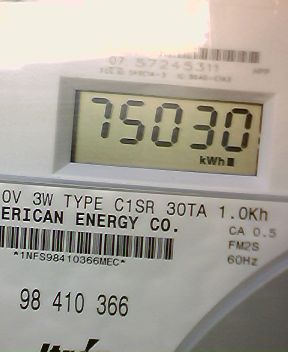 07 57245311
75030
kWh
0V 3W TYPE C1SR 30TA 1.0Kh
ERICAN ENERGY CO.
CA 0.5
FM2S
*1NFS98410366MEC*
60Hz
98 410 366